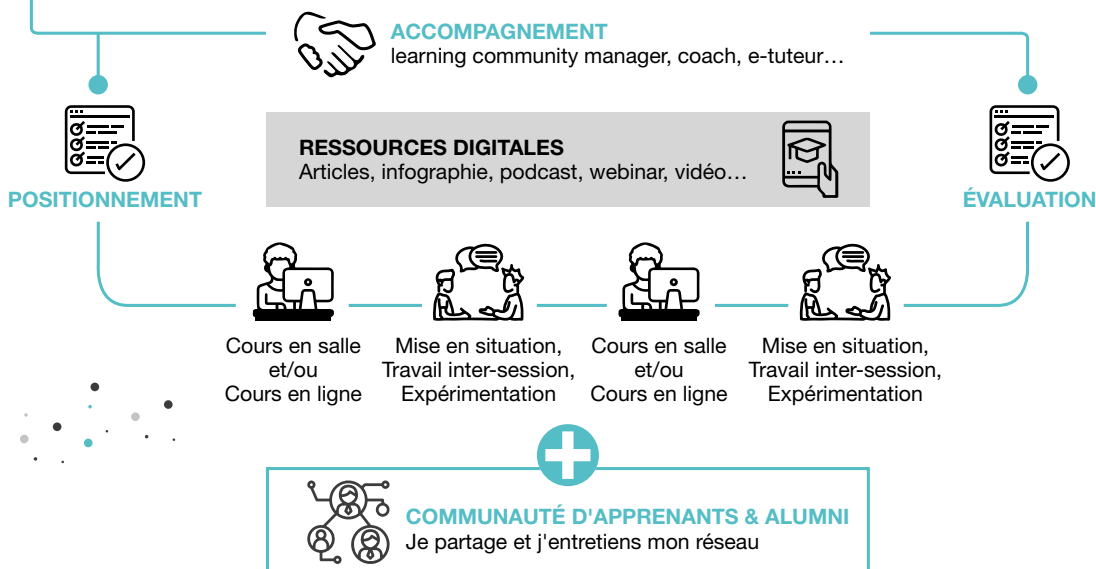 ACCOMPAGNEMENT
learning community manager, coach, e-tuteur…
RESSOURCES DIGITALES
Articles, infographie, podcast, webinar, vidéo…
POSITIONNEMENT
ÉVALUATION
Cours en salle
et/ou
Cours en ligne
Mise en situation,
Travail inter-session,
Expérimentation
Cours en salle
et/ou
Cours en ligne
Mise en situation,
Travail inter-session,
Expérimentation
COMMUNAUTÉ D'APPRENANTS & ALUMNI
Je partage et j'entretiens mon réseau